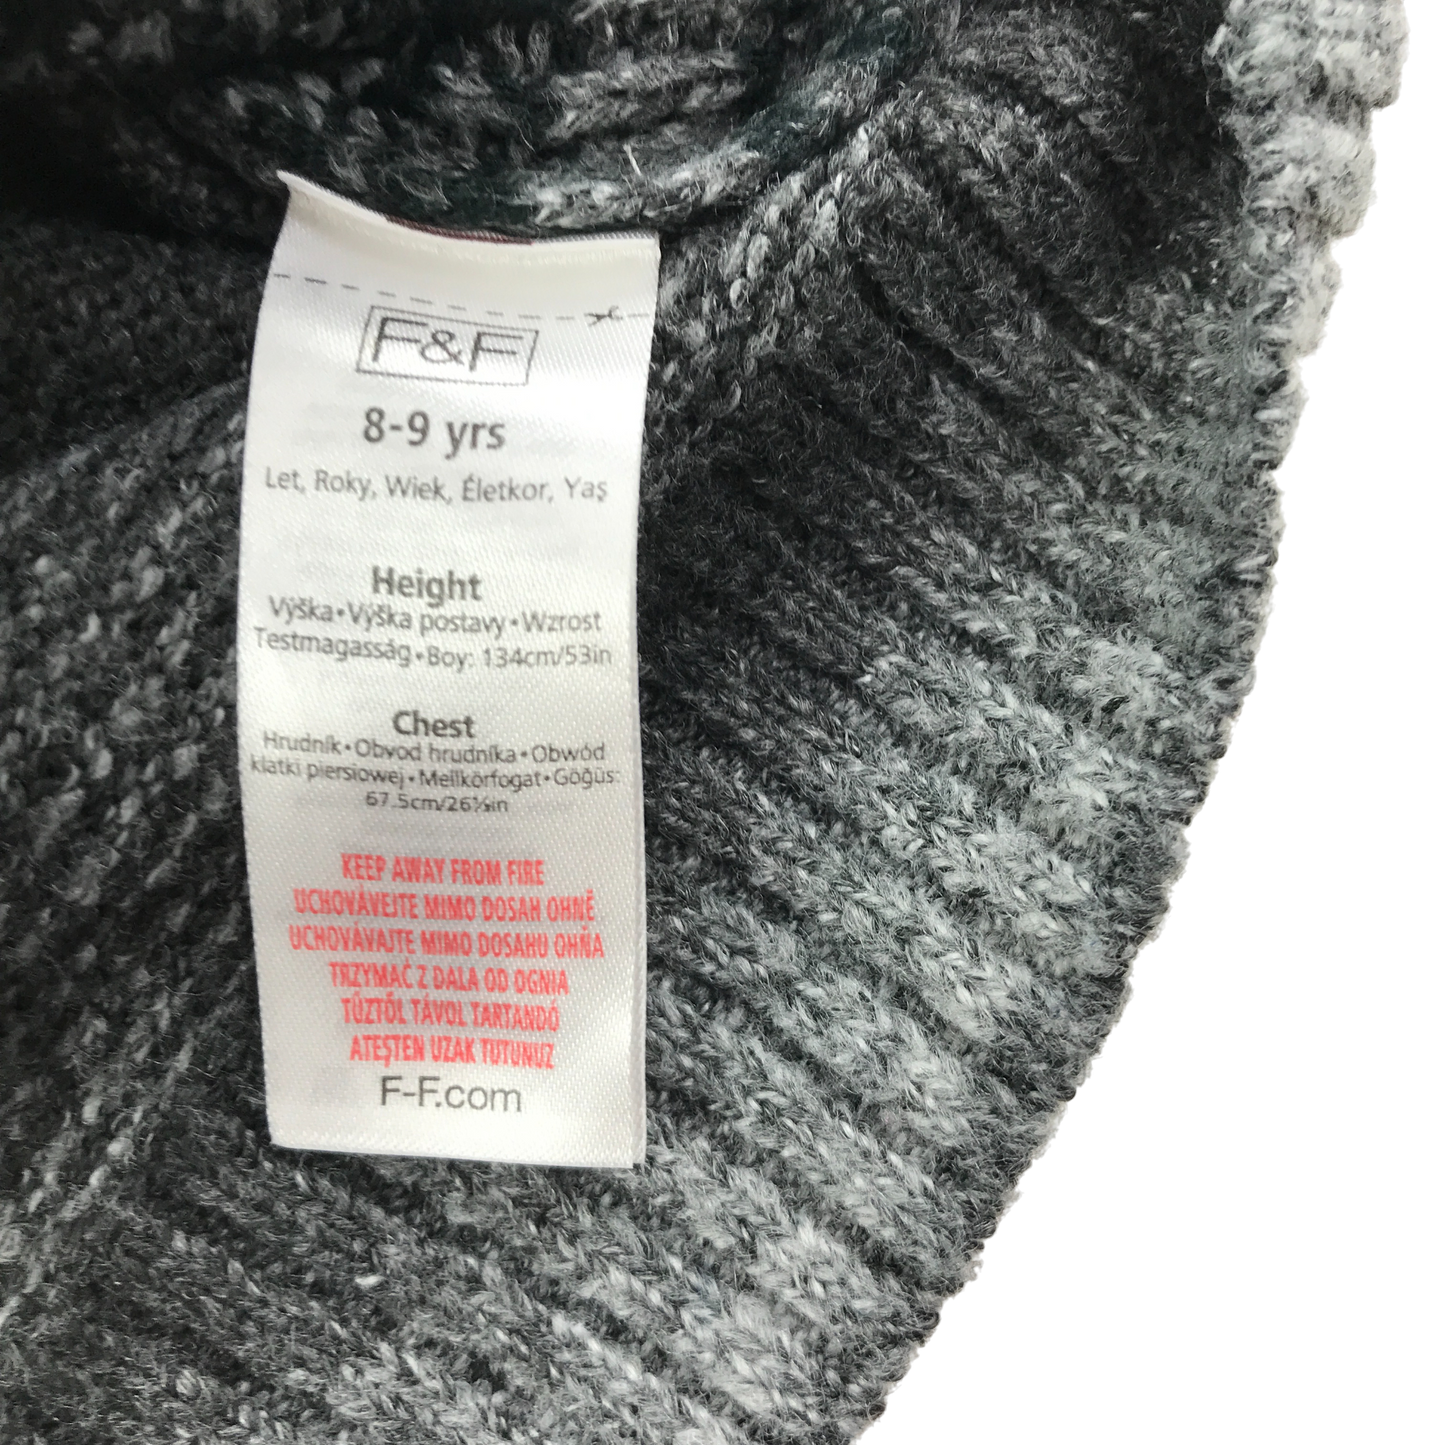 F&F
8-9 yrs
Let, Roky, Wiek, Életkor, Yaş
Height
Výška•Výška postavy•Wzrost
Testmagasság•Boy: 134cm/53in
Chest
Hrudník•Obvod hrudníka•Obwód
klatki piersiowej•Mellkörfogat•Göğüs:
67.5cm/26½in
KEEP AWAY FROM FIRE
UCHOVÁVEJTE MIMO DOSAH OHNĚ
UCHOVÁVAJTE MIMO DOSAHU OHŇA
TRZYMAĆ Z DALA OD OGNIA
TŰZTŐL TÁVOL TARTANDÓ
ATEŞTEN UZAK TUTUNUZ
F-F.com